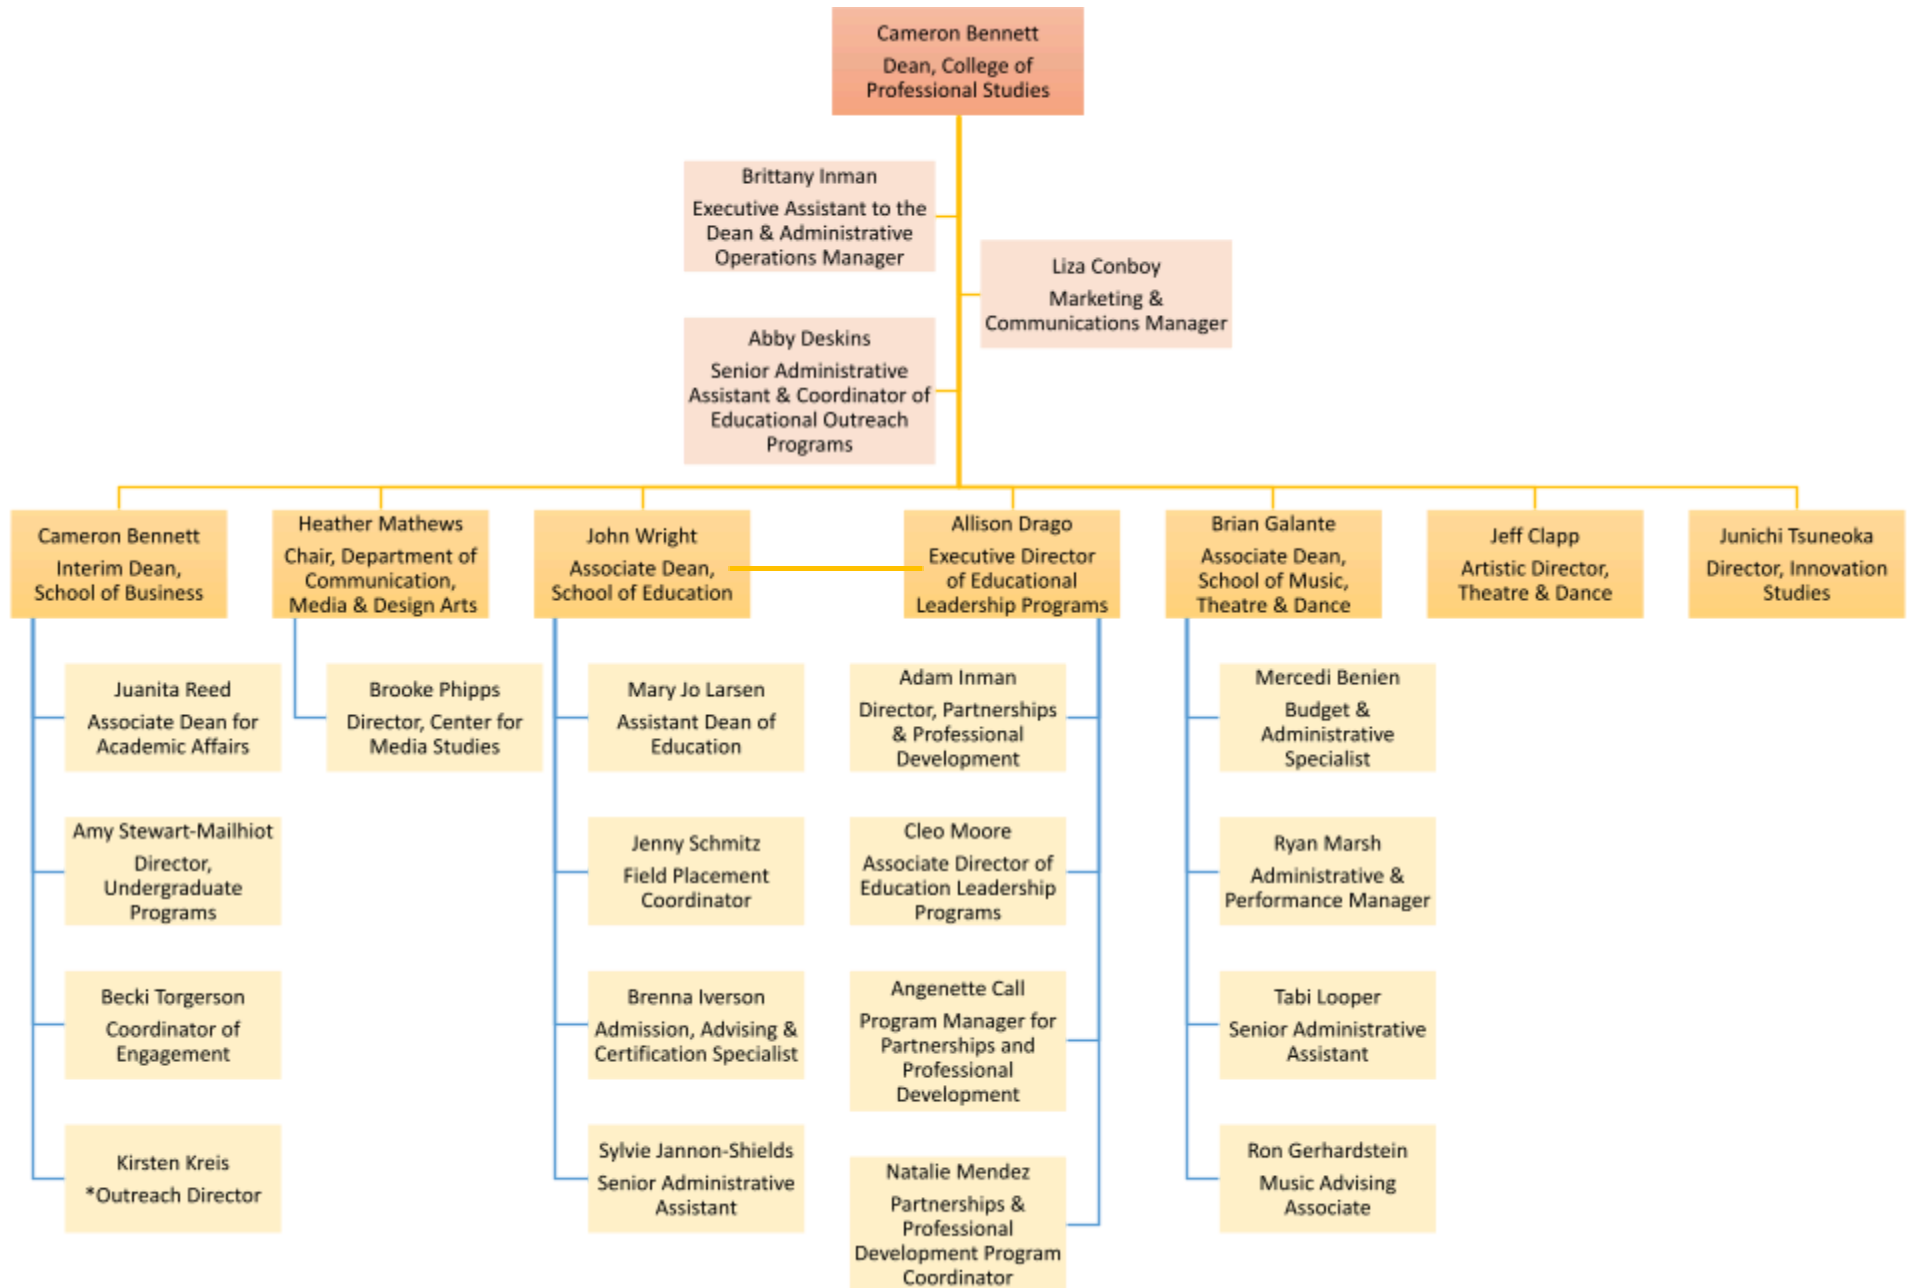 Cameron Bennett
Dean, College of
Professional Studies
Brittany Inman
Executive Assistant to the
Dean & Administrative
Operations Manager
Liza Conboy
Marketing &
Communications Manager
Abby Deskins
Senior Administrative
Assistant & Coordinator of
Educational Outreach
Programs
Cameron Bennett
Interim Dean,
School of Business
Heather Mathews
Chair, Department of
Communication,
Media & Design Arts
John Wright
Associate Dean,
School of Education
Allison Drago
Executive Director
of Educational
Leadership Programs
Brian Galante
Associate Dean,
School of Music,
Theatre & Dance
Jeff Clapp
Artistic Director,
Theatre & Dance
Junichi Tsuneoka
Director, Innovation
Studies
Juanita Reed
Associate Dean for
Academic Affairs
Brooke Phipps
Director, Center for
Media Studies
Mary Jo Larsen
Assistant Dean of
Education
Adam Inman
Director, Partnerships
& Professional
Development
Mercedi Benien
Budget &
Administrative
Specialist
Amy Stewart-Mailhiot
Director,
Undergraduate
Programs
Jenny Schmitz
Field Placement
Coordinator
Cleo Moore
Associate Director of
Education Leadership
Programs
Ryan Marsh
Administrative &
Performance Manager
Becki Torgerson
Coordinator of
Engagement
Brenna Iverson
Admission, Advising &
Certification Specialist
Angenette Call
Program Manager for
Partnerships and
Professional
Development
Tabi Looper
Senior Administrative
Assistant
Kirsten Kreis
*Outreach Director
Sylvie Jannon-Shields
Senior Administrative
Assistant
Natalie Mendez
Partnerships &
Professional
Development Program
Coordinator
Ron Gerhardstein
Music Advising
Associate